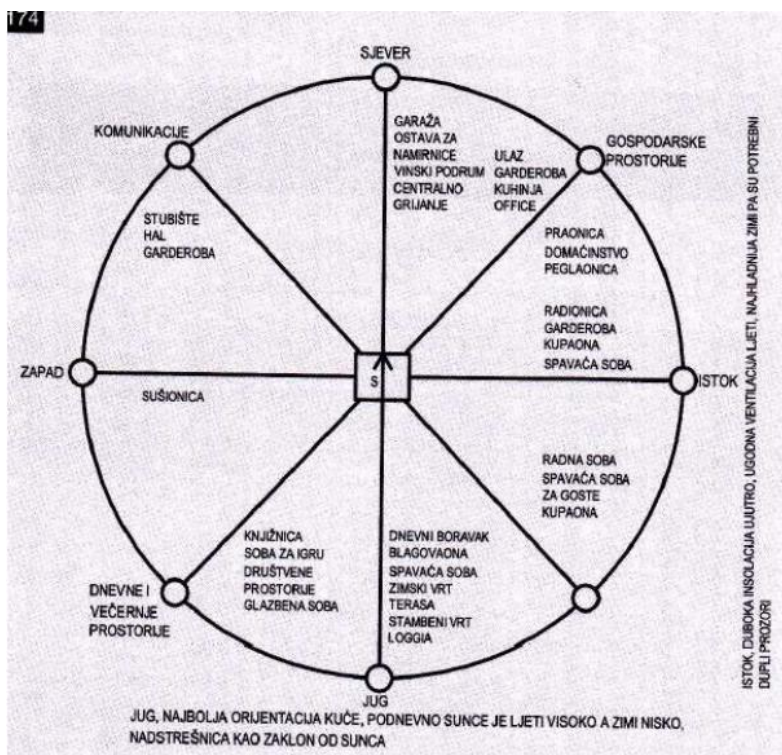 174
SJEVER
KOMUNIKACIJE
GOSPODARSKE
PROSTORIJE
GARAŽA
OSTAVA ZA
NAMIRNICE
VINSKI PODRUM
CENTRALNO
GRIJANJE
ULAZ
GARDEROBA
KUHINJA
OFFICE
STUBIŠTE
HAL
GARDEROBA
PRAONICA
DOMAĆINSTVO
PEGLAONICA
RADIONICA
GARDEROBA
KUPAONA
SPAVAĆA SOBA
ZAPAD
S
ISTOK
SUŠIONICA
RADNA SOBA
SPAVAĆA SOBA
ZA GOSTE
KUPAONA
KNJIŽNICA
SOBA ZA IGRU
DRUŠTVENE
PROSTORIJE
GLAZBENA SOBA
DNEVNI BORAVAK
BLAGOVAONA
SPAVAĆA SOBA
ZIMSKI VRT
TERASA
STAMBENI VRT
LOGGIA
DNEVNE I
VEČERNJE
PROSTORIJE
JUG
JUG, NAJBOLJA ORIJENTACIJA KUĆE, PODNEVNO SUNCE JE LJETI VISOKO A ZIMI NISKO,
NADSTREŠNICA KAO ZAKLON OD SUNCA
ISTOK, DUBOKA INSOLACIJA UJUTRO, UGODNA VENTILACIJA LJETI, NAJHLADNIJA ZIMI PA SU POTREBNI
DUPLI PROZORI